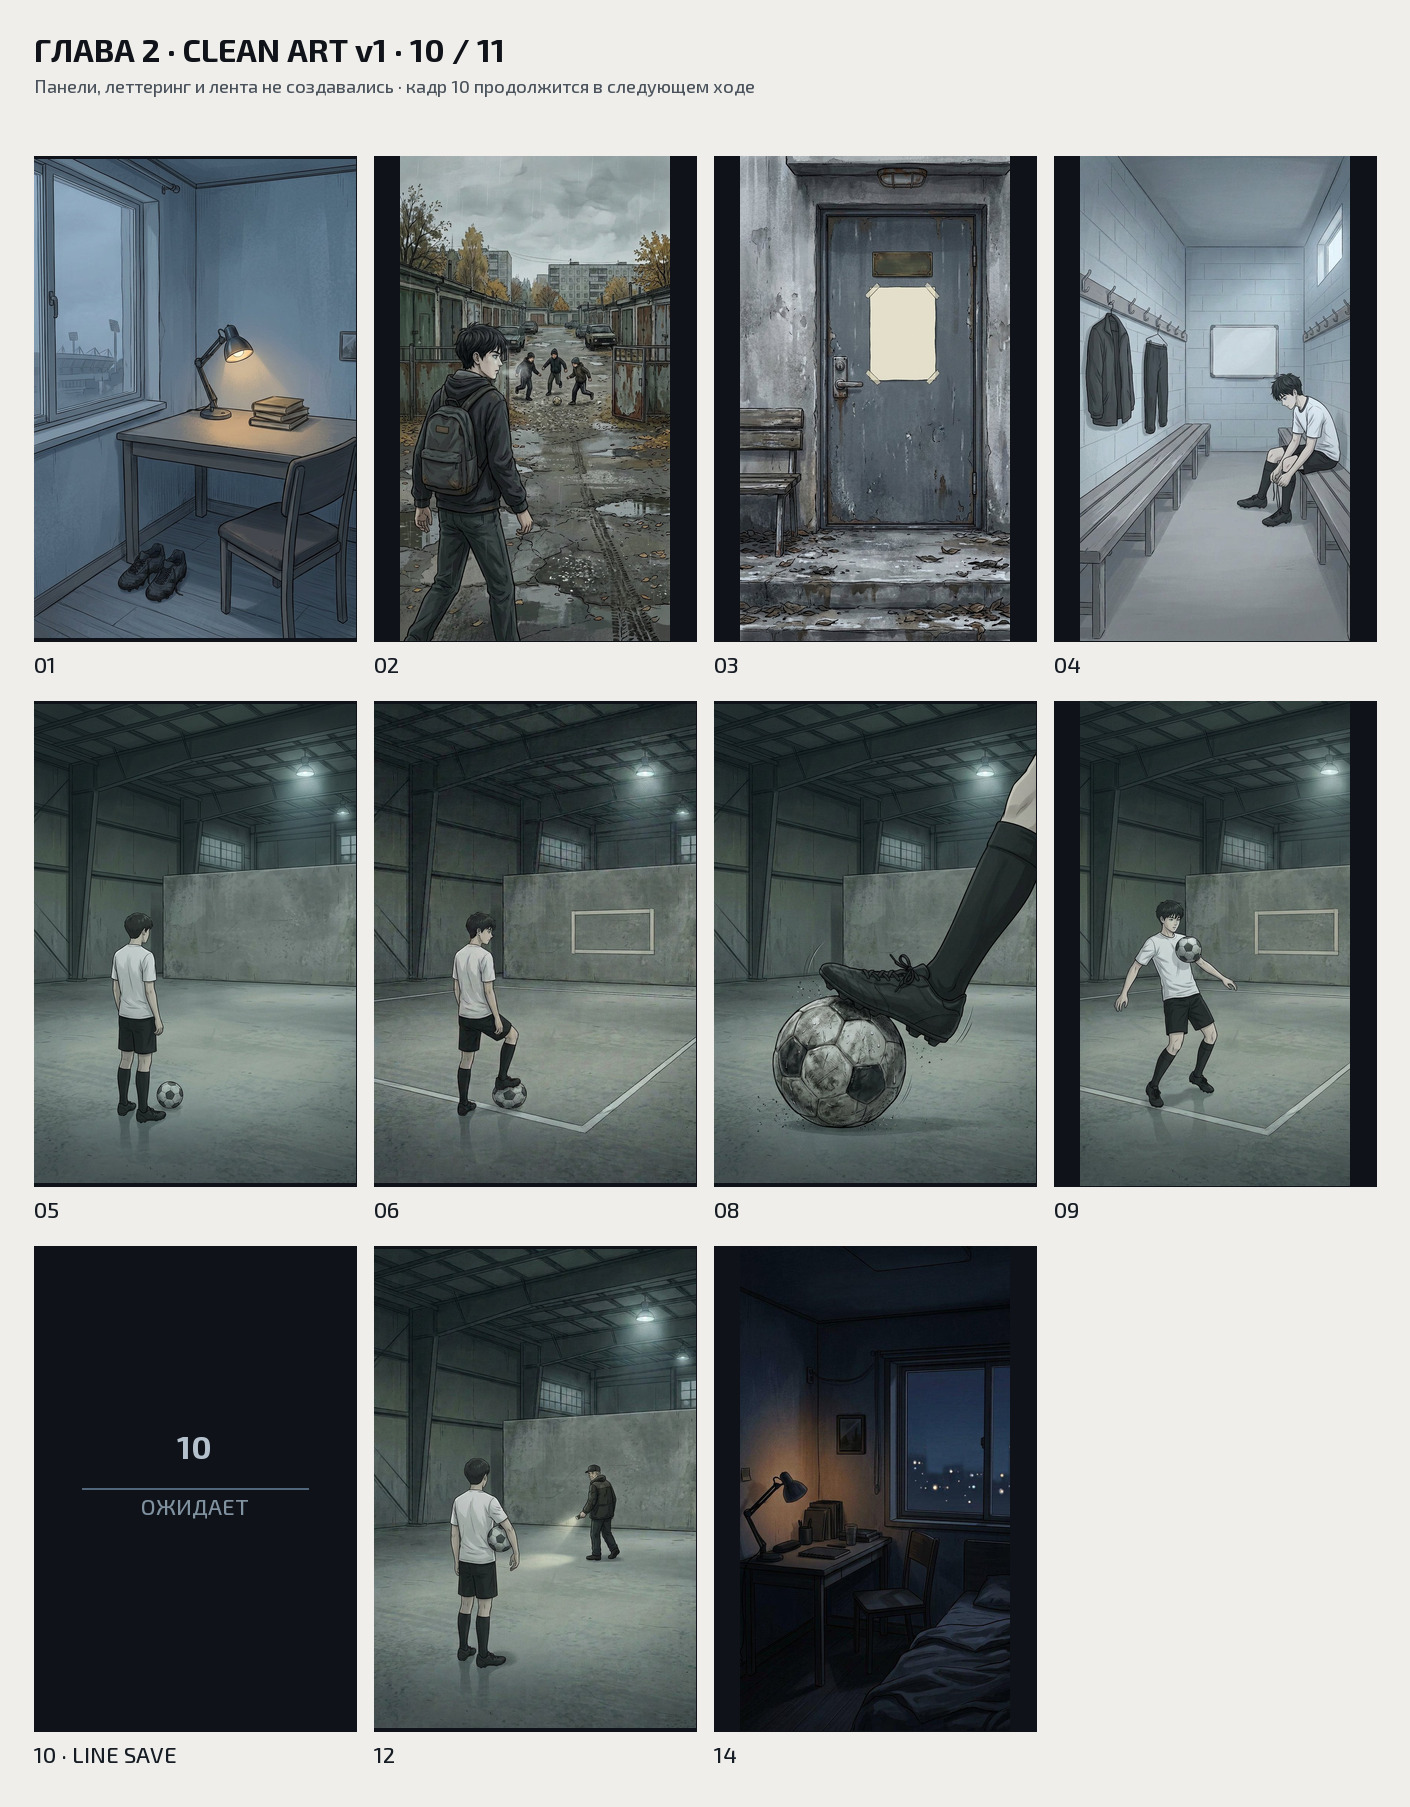 ГЛАВА 2 · CLEAN ART v1 · 10 / 11
Панели, леттеринг и лента не создавались · кадр 10 продолжится в следующем ходе
01
02
03
04
05
06
08
09
10
ОЖИДАЕТ
10 · LINE SAVE
12
14